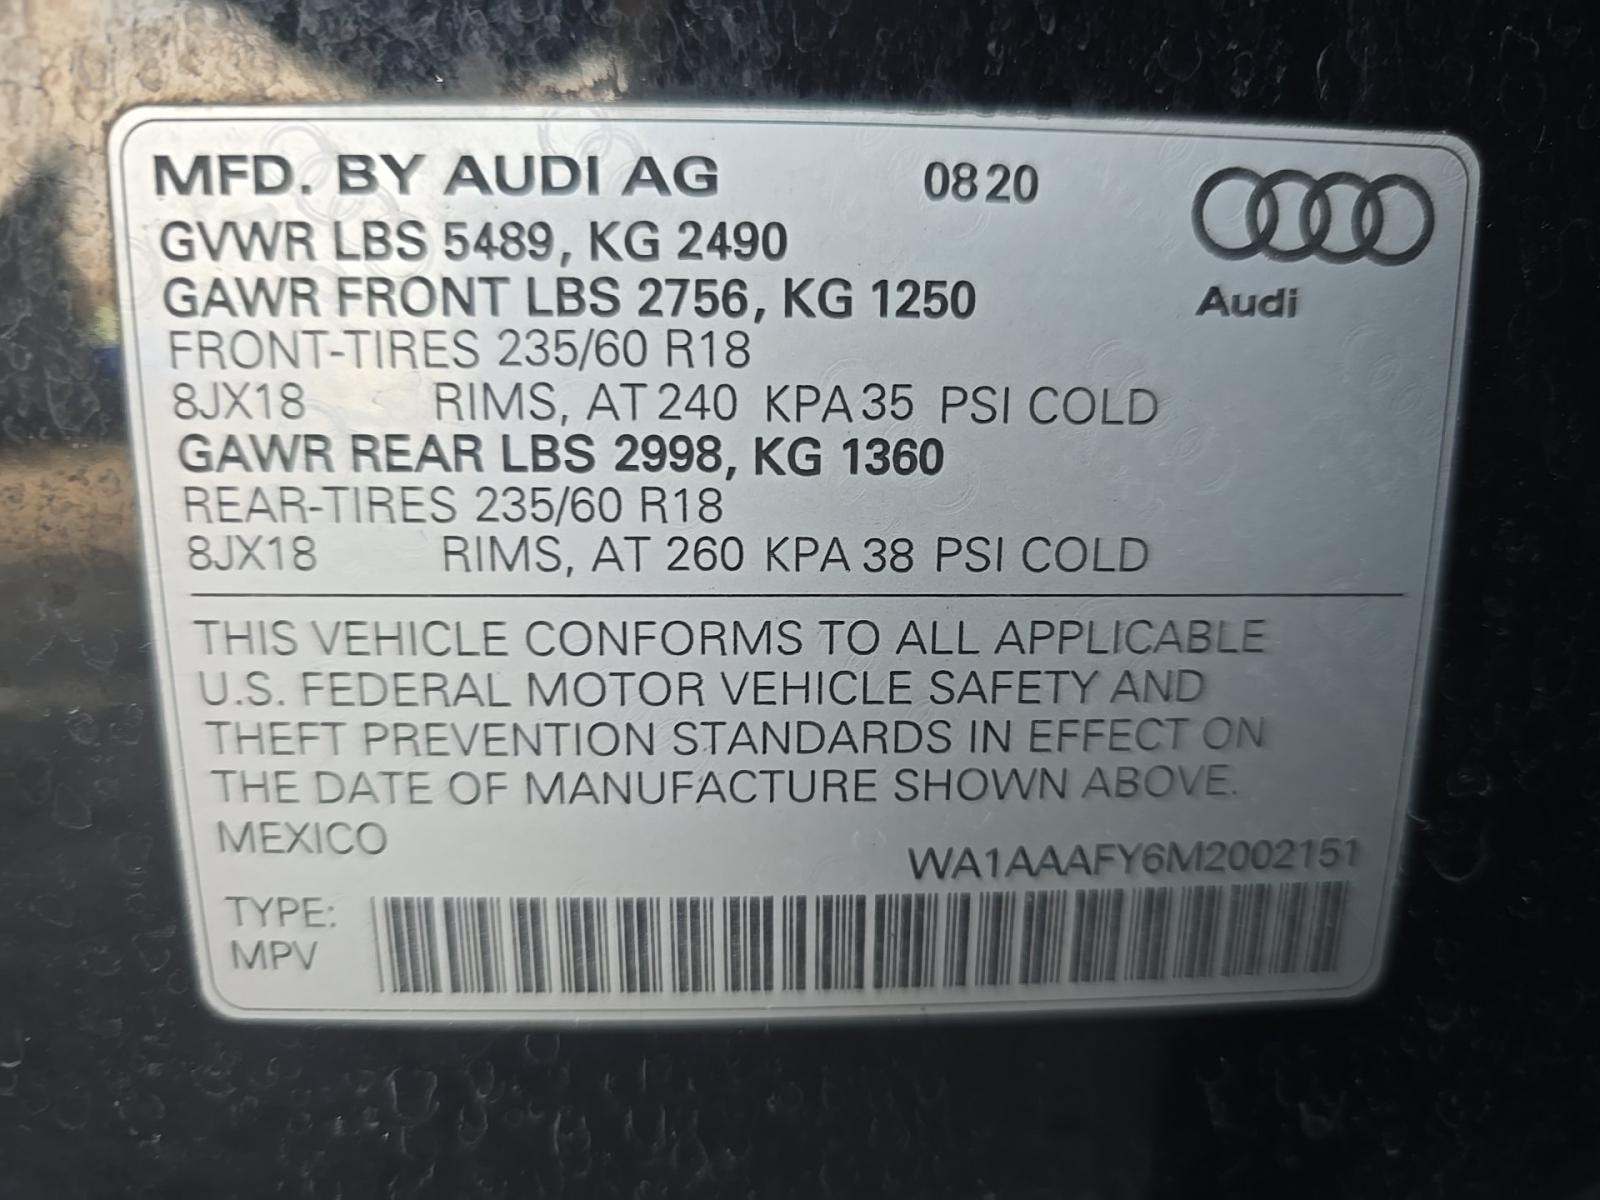 MFD. BY AUDI AG 0820
GVWR LBS 5489, KG 2490
GAWR FRONT LBS 2756, KG 1250
Audi
FRONT-TIRES 235/60 R18
8JX18 RIMS, AT 240 KPA 35 PSI COLD
GAWR REAR LBS 2998, KG 1360
REAR-TIRES 235/60 R18
8JX18 RIMS, AT 260 KPA 38 PSI COLD
THIS VEHICLE CONFORMS TO ALL APPLICABLE
U.S. FEDERAL MOTOR VEHICLE SAFETY AND
THEFT PREVENTION STANDARDS IN EFFECT ON
THE DATE OF MANUFACTURE SHOWN ABOVE.
MEXICO
WA1AAAFY6M2002151
TYPE:
MPV